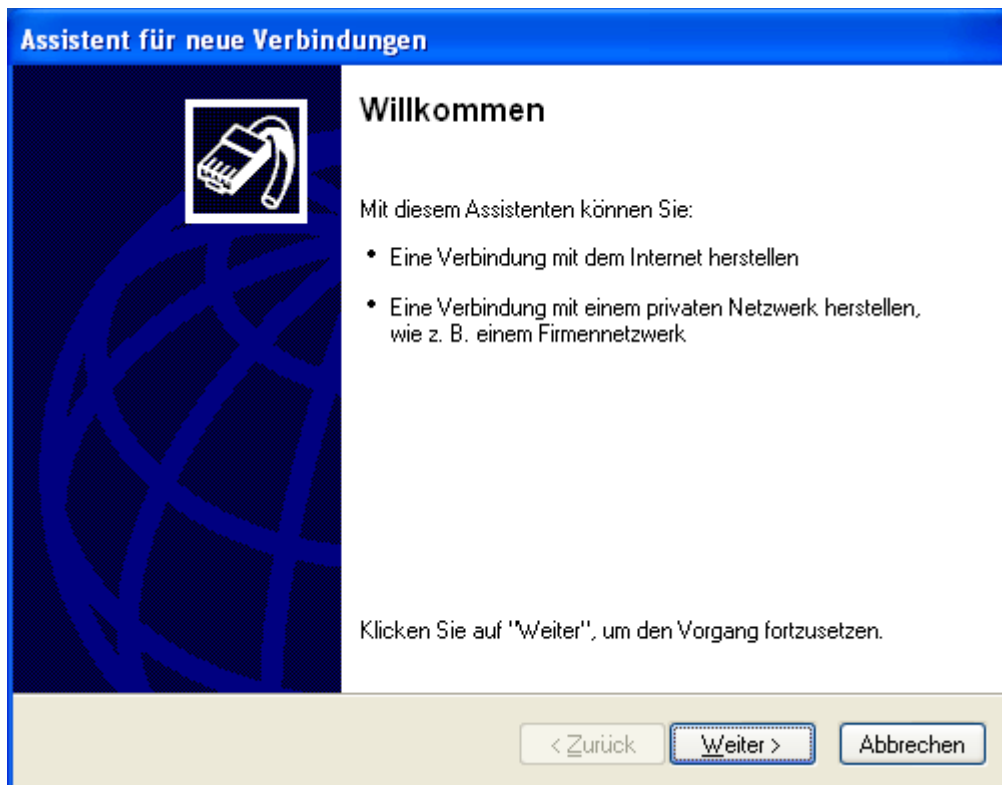 Assistent für neue Verbindungen
Willkommen
Mit diesem Assistenten können Sie:
• Eine Verbindung mit dem Internet herstellen
• Eine Verbindung mit einem privaten Netzwerk herstellen,
wie z. B. einem Firmennetzwerk
Klicken Sie auf "Weiter", um den Vorgang fortzusetzen.
< Zurück
Weiter >
Abbrechen